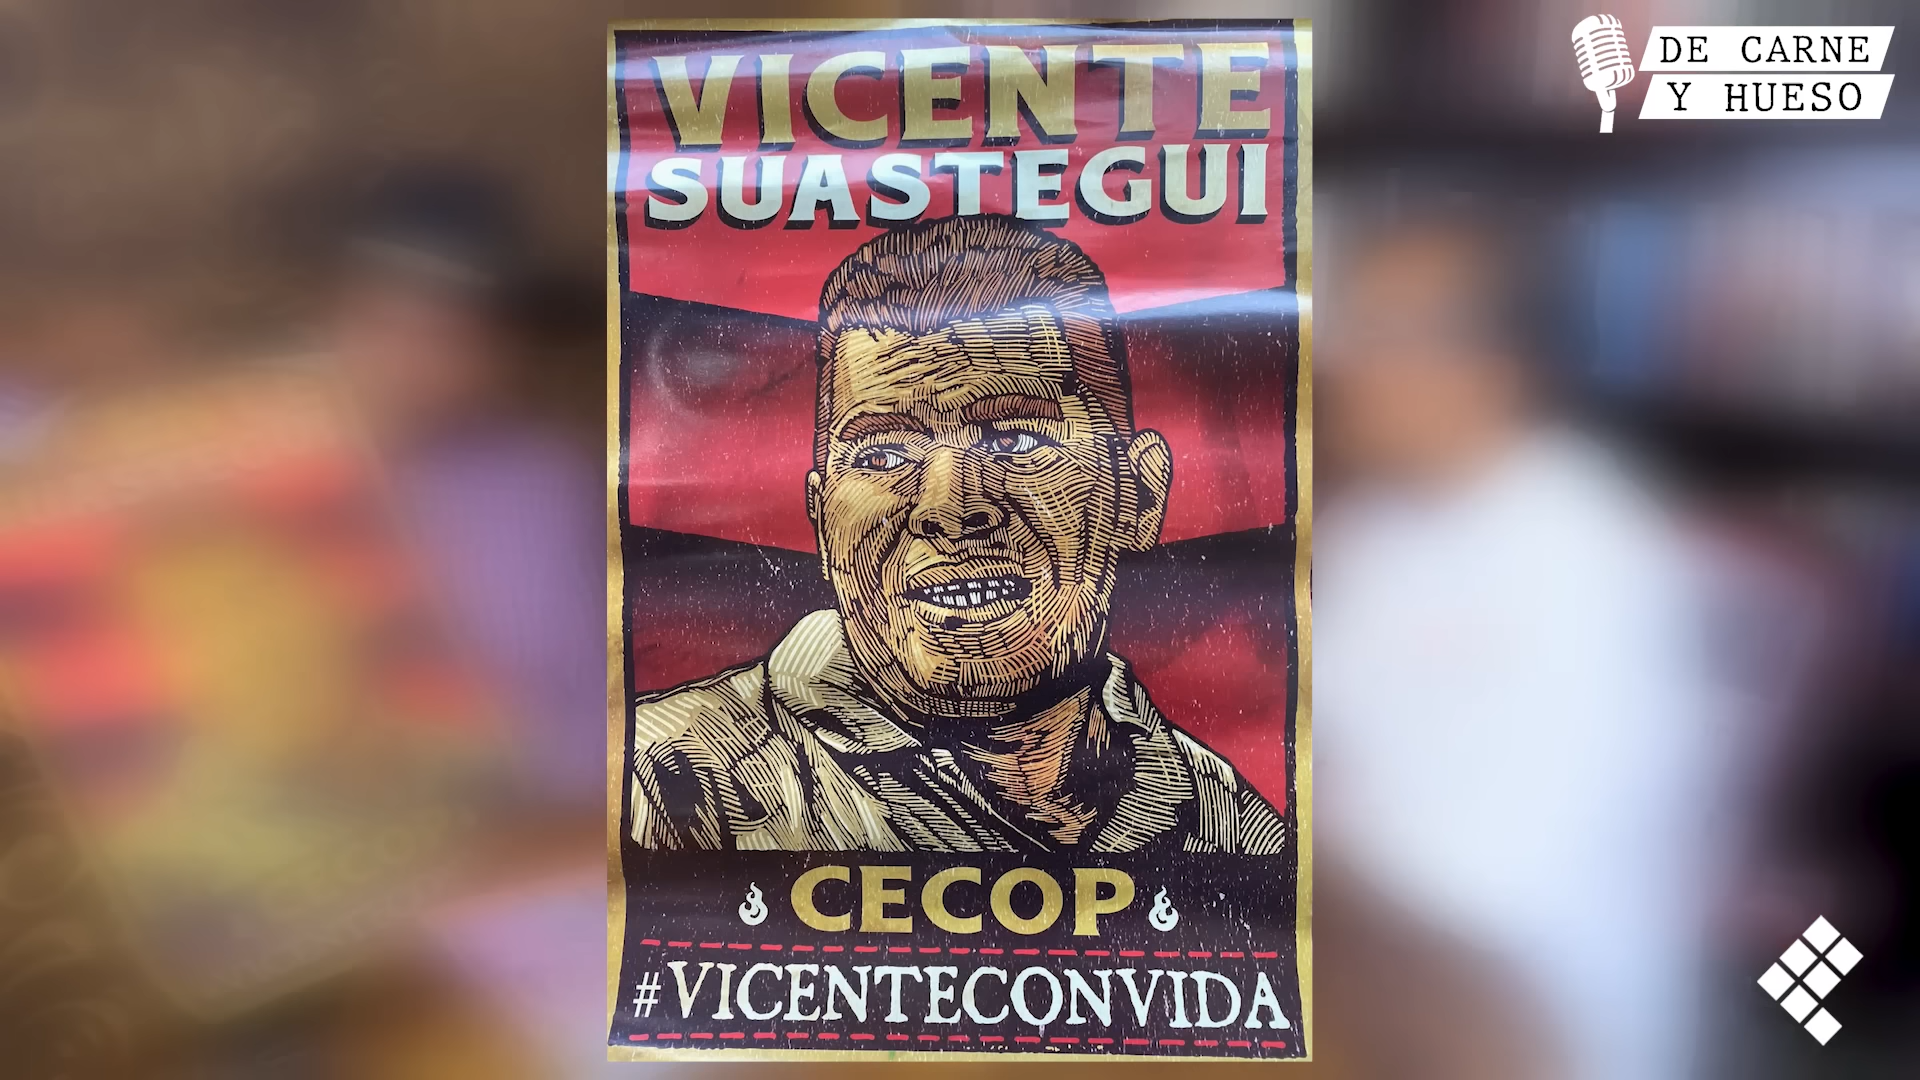 VICENTE
SUASTEGUI
CECOP
#VICENTECONVIDA
DE CARNE
Y HUESO